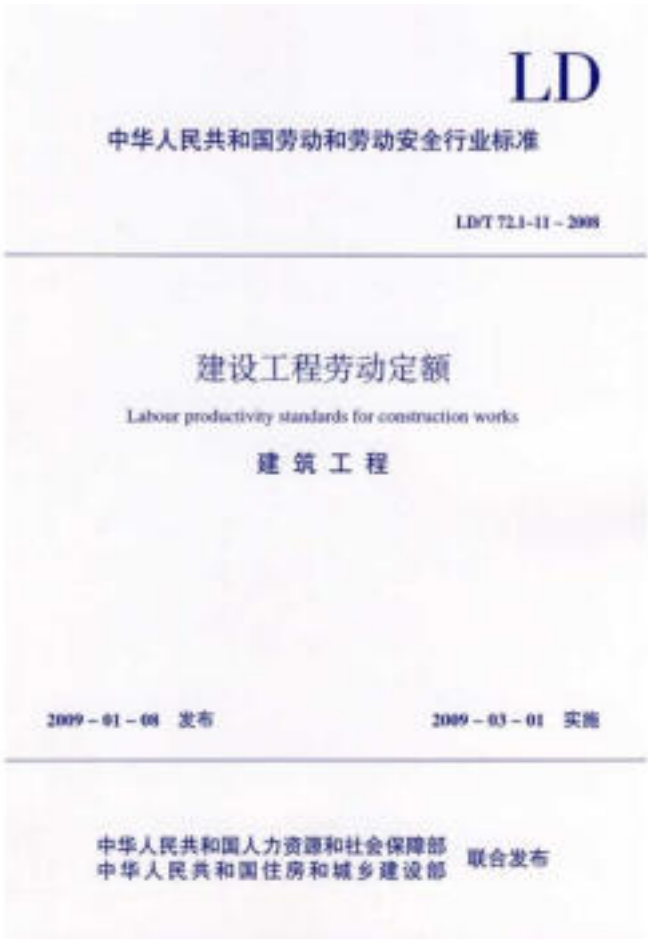 LD
中华人民共和国劳动和劳动安全行业标准
LD/T 72.1-11－2008
建设工程劳动定额
Labour productivity standards for construction works
建筑工程
2009－01－08 发布
2009－03－01 实施
中华人民共和国人力资源和社会保障部
中华人民共和国住房和城乡建设部
联合发布